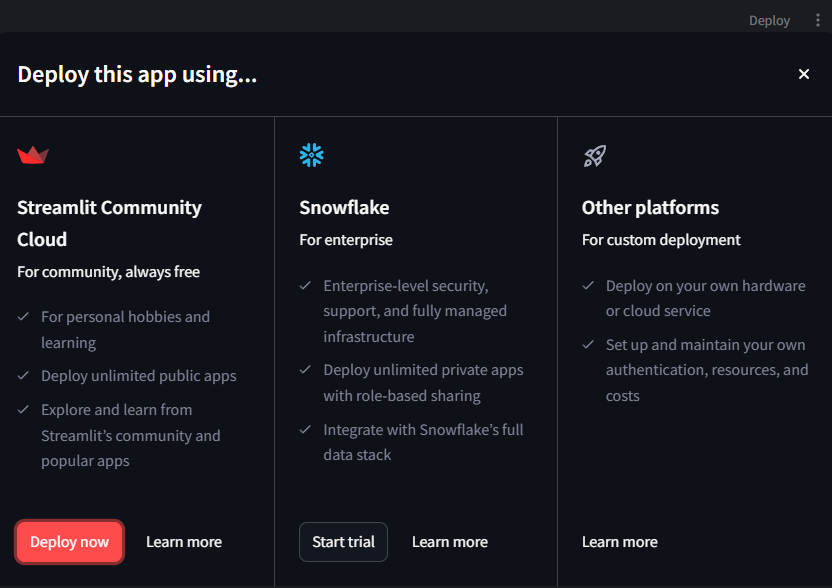 Deploy
Deploy this app using...
Streamlit Community
Cloud
For community, always free
For personal hobbies and
learning
Deploy unlimited public apps
Explore and learn from
Streamlit’s community and
popular apps
Deploy now
Learn more
Snowflake
For enterprise
Enterprise-level security,
support, and fully managed
infrastructure
Deploy unlimited private apps
with role-based sharing
Integrate with Snowflake’s full
data stack
Start trial
Learn more
Other platforms
For custom deployment
Deploy on your own hardware
or cloud service
Set up and maintain your own
authentication, resources, and
costs
Learn more